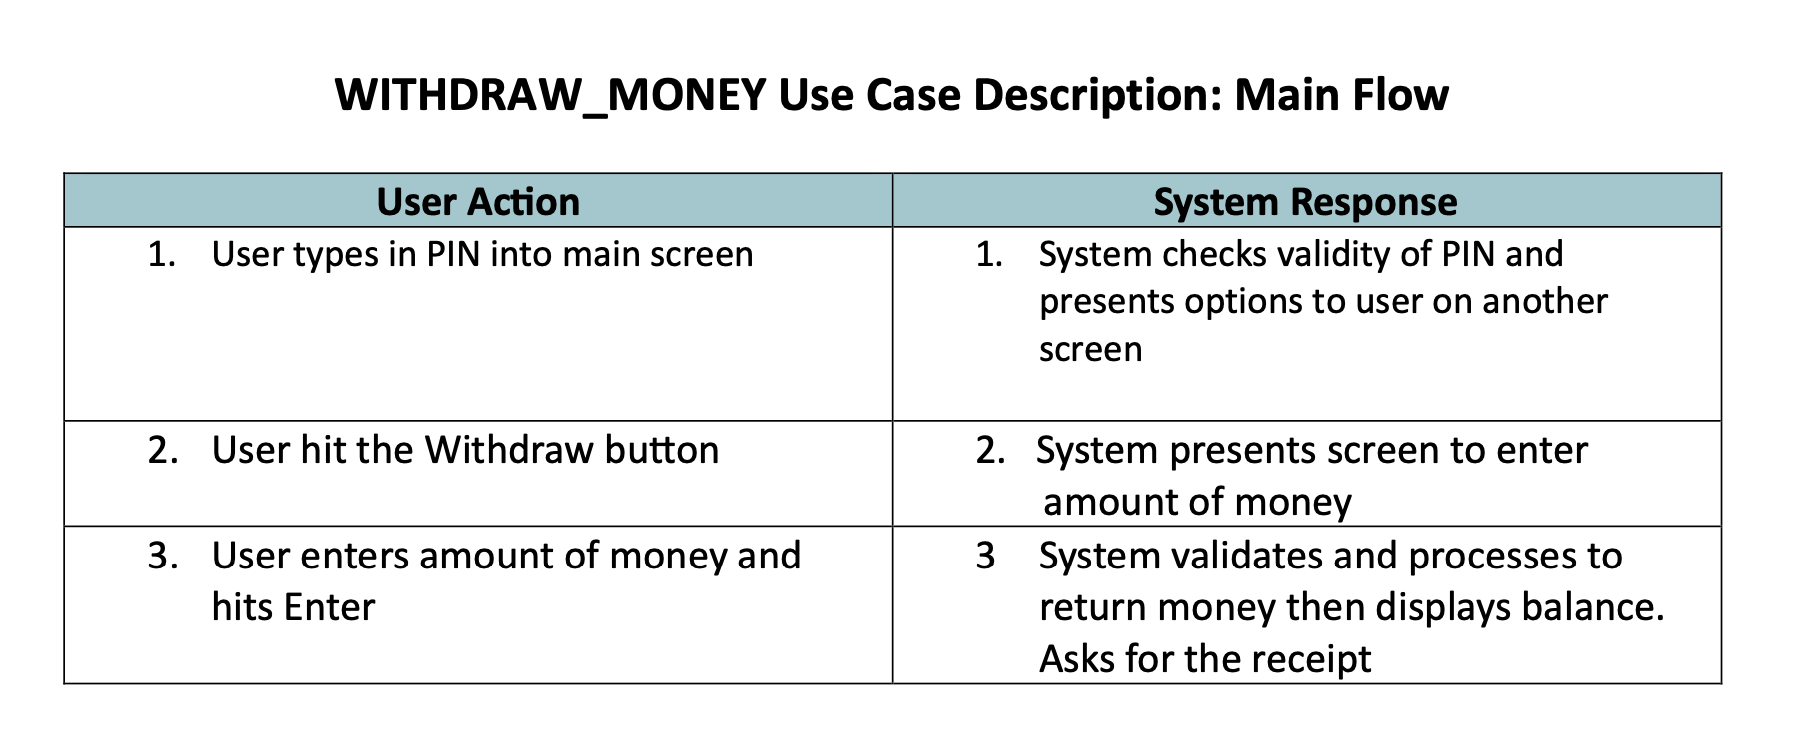 WITHDRAW_MONEY Use Case Description: Main Flow
User Action
System Response
1. User types in PIN into main screen
1. System checks validity of PIN and
presents options to user on another
screen
2. User hit the Withdraw button
2. System presents screen to enter
amount of money
3. User enters amount of money and
hits Enter
3 System validates and processes to
return money then displays balance.
Asks for the receipt